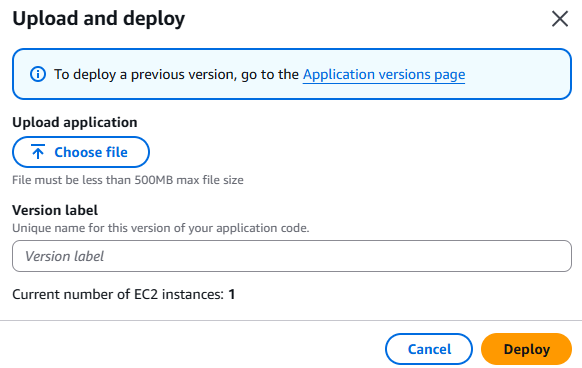 Upload and deploy
To deploy a previous version, go to the Application versions page
Upload application
Choose file
File must be less than 500MB max file size
Version label
Unique name for this version of your application code.
Version label
Current number of EC2 instances: 1
Cancel
Deploy